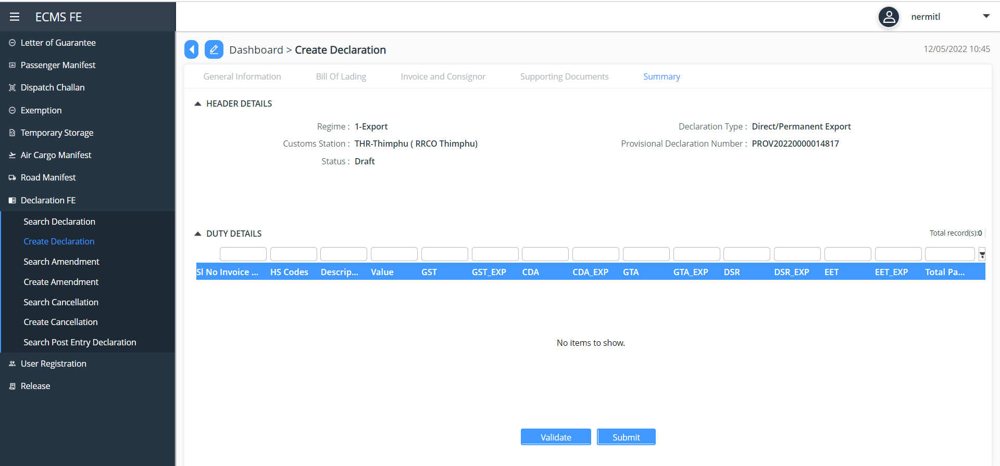 ECMS FE
nermitl
Letter of Guarantee
Passenger Manifest
Dispatch Challan
Exemption
Temporary Storage
Air Cargo Manifest
Road Manifest
Declaration FE
Search Declaration
Create Declaration
Search Amendment
Create Amendment
Search Cancellation
Create Cancellation
Search Post Entry Declaration
User Registration
Release
Dashboard > Create Declaration
12/05/2022 10:45
General Information Bill Of Lading Invoice and Consignor Supporting Documents Summary
HEADER DETAILS
Regime : 1-Export Declaration Type : Direct/Permanent Export
Customs Station : THR-Thimphu ( RRCO Thimphu) Provisional Declaration Number : PROV20220000014817
Status : Draft
DUTY DETAILS Total record(s):0
Sl No Invoice ... HS Codes Descrip... Value GST GST_EXP CDA CDA_EXP GTA GTA_EXP DSR DSR_EXP EET EET_EXP Total Pa...
No items to show.
Validate Submit